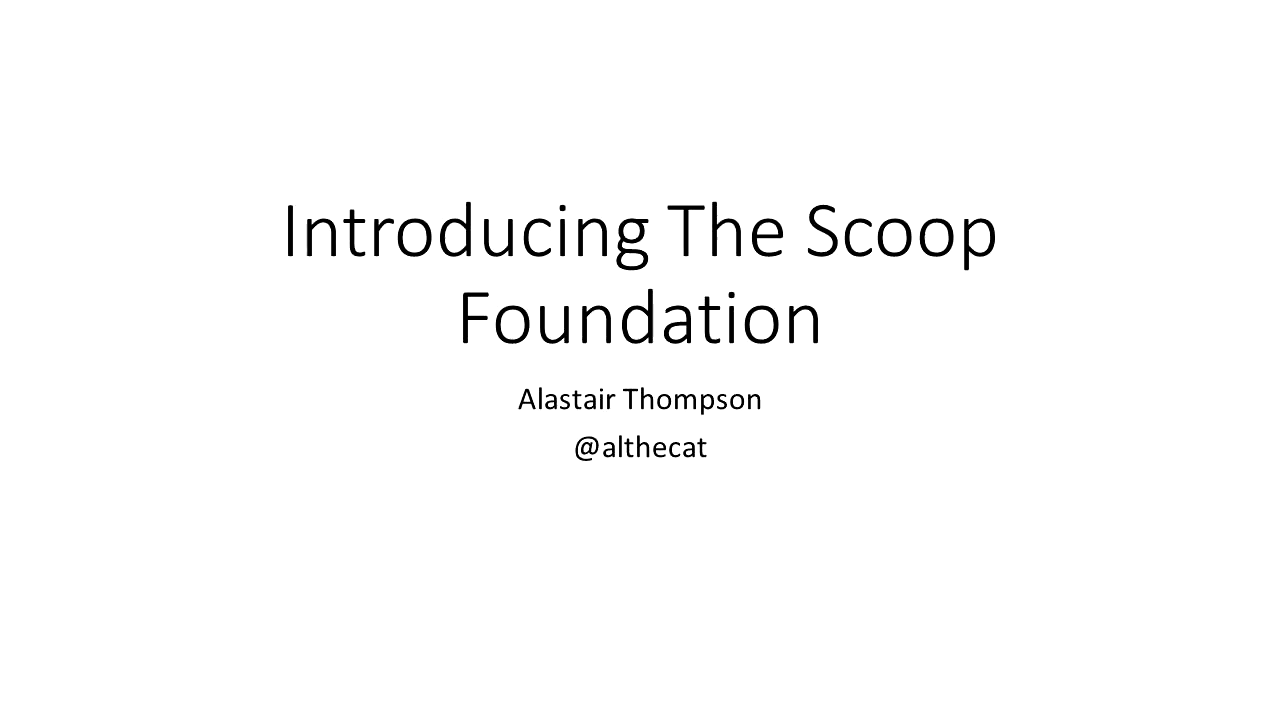 Introducing The Scoop
Foundation
Alastair Thompson
@althecat